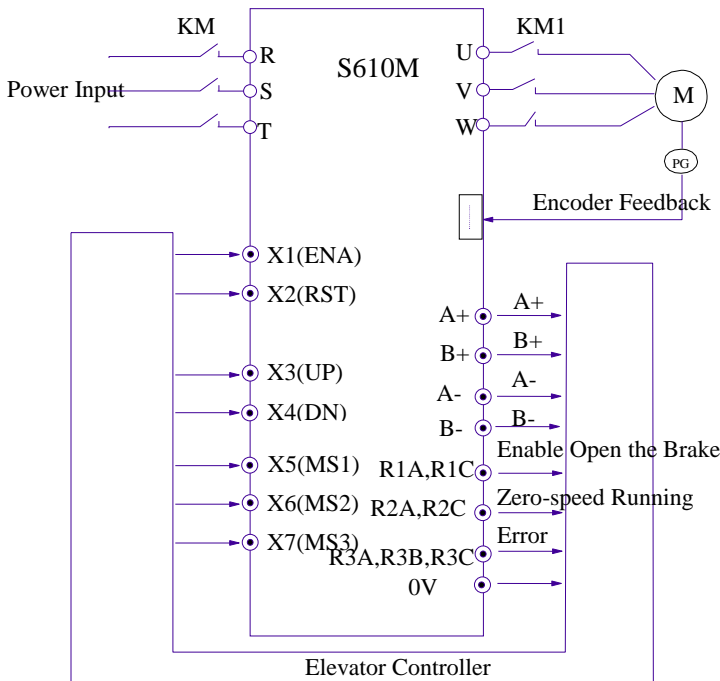 KM
R
Power Input
S
T
S610M
U
KM1
V
W
M
PG
Encoder Feedback
X1(ENA)
X2(RST)
X3(UP)
X4(DN)
X5(MS1)
X6(MS2)
X7(MS3)
A+ A+
B+ B+
A- A-
B- B-
Enable Open the Brake
R1A,R1C
Zero-speed Running
R2A,R2C
Error
R3A,R3B,R3C
0V
Elevator Controller